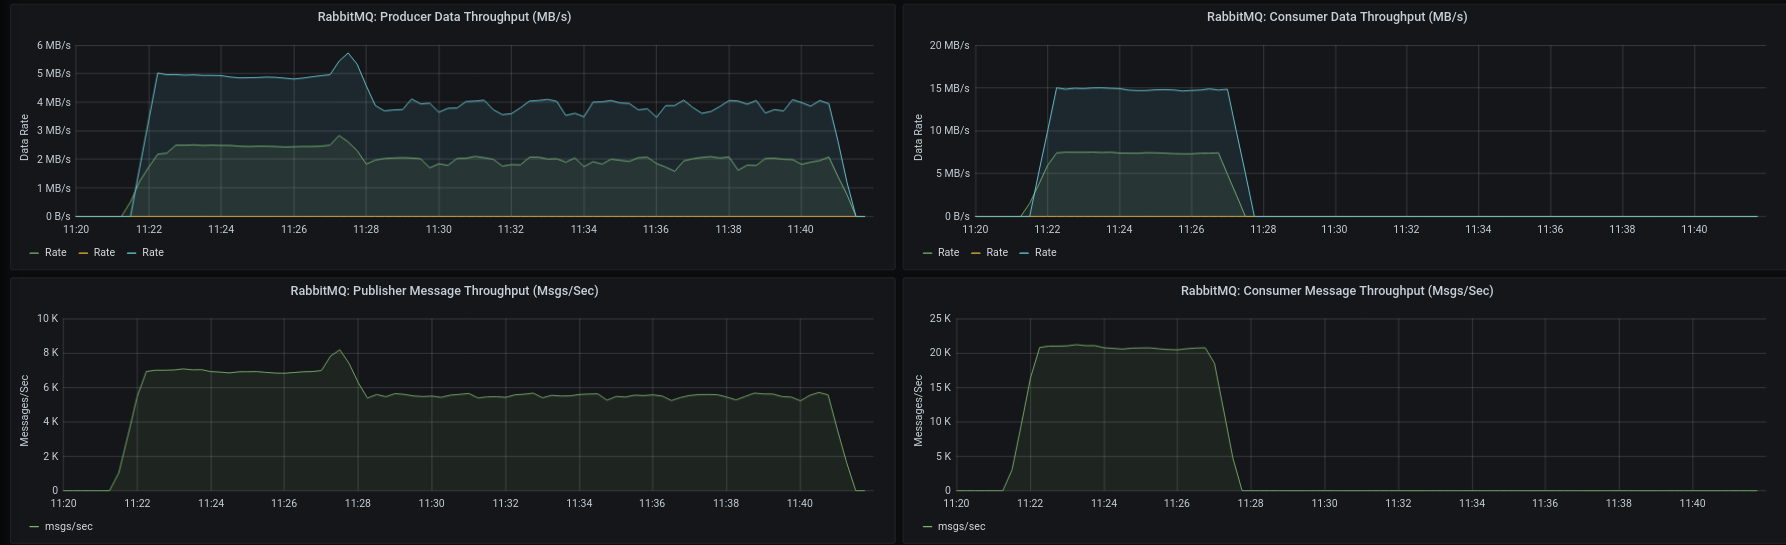 RabbitMQ: Producer Data Throughput (MB/s)
6 MB/s
5 MB/s
4 MB/s
3 MB/s
2 MB/s
1 MB/s
0 B/s
Data Rate
11:20 11:22 11:24 11:26 11:28 11:30 11:32 11:34 11:36 11:38 11:40
Rate Rate Rate
RabbitMQ: Consumer Data Throughput (MB/s)
20 MB/s
15 MB/s
10 MB/s
5 MB/s
0 B/s
Data Rate
11:20 11:22 11:24 11:26 11:28 11:30 11:32 11:34 11:36 11:38 11:40
Rate Rate Rate
RabbitMQ: Publisher Message Throughput (Msgs/Sec)
10 K
8 K
6 K
4 K
2 K
0
Messages/Sec
11:20 11:22 11:24 11:26 11:28 11:30 11:32 11:34 11:36 11:38 11:40
msgs/sec
RabbitMQ: Consumer Message Throughput (Msgs/Sec)
25 K
20 K
15 K
10 K
5 K
0
Messages/Sec
11:20 11:22 11:24 11:26 11:28 11:30 11:32 11:34 11:36 11:38 11:40
msgs/sec